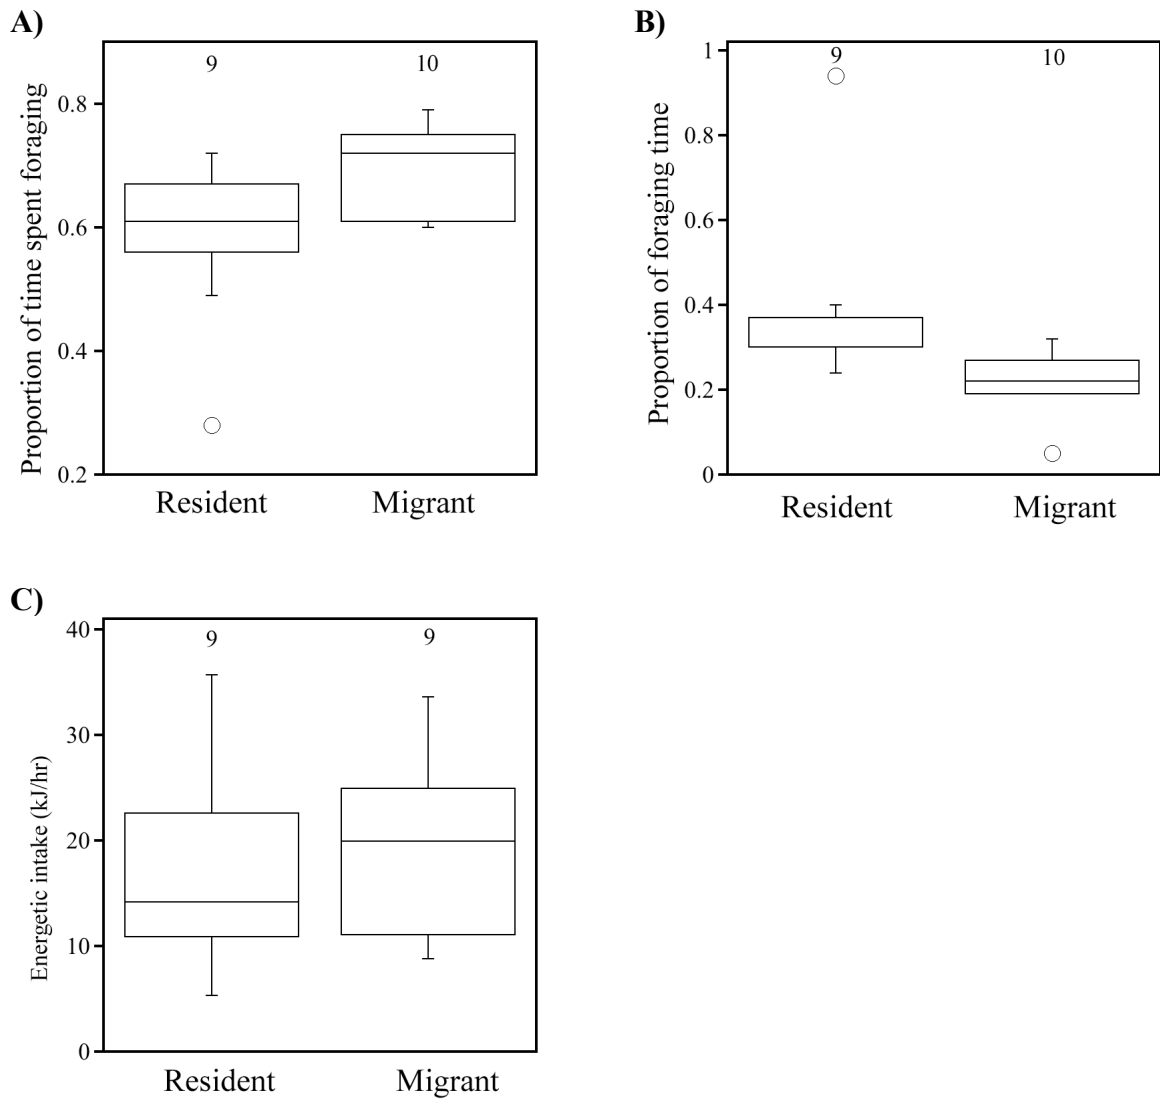 A)
Proportion of time spent foraging
0.8
0.6
0.4
0.2
9
10
Resident
Migrant
B)
Proportion of foraging time
1
0.8
0.6
0.4
0.2
0
9
10
Resident
Migrant
C)
Energetic intake (kJ/hr)
40
30
20
10
0
9
9
Resident
Migrant